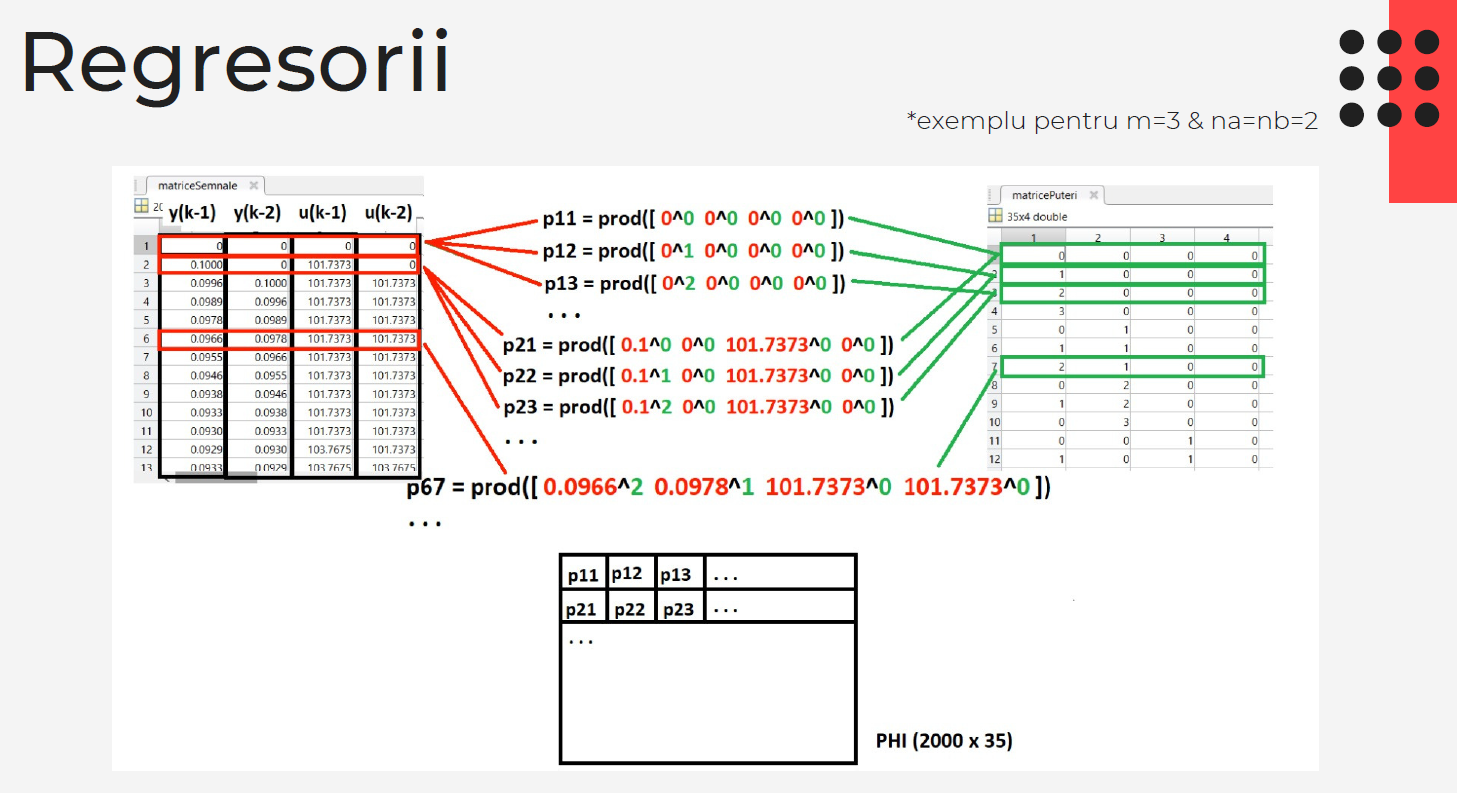 Regresorii
*exemplu pentru m=3 & na=nb=2
matriceSemnale
y(k-1) y(k-2) u(k-1) u(k-2)
1 0 0 0 0
2 0.1000 0 101.7373 0
3 0.0996 0.1000 101.7373 101.7373
4 0.0989 0.0996 101.7373 101.7373
5 0.0978 0.0989 101.7373 101.7373
6 0.0966 0.0978 101.7373 101.7373
7 0.0955 0.0966 101.7373 101.7373
8 0.0946 0.0955 101.7373 101.7373
9 0.0938 0.0946 101.7373 101.7373
10 0.0933 0.0938 101.7373 101.7373
11 0.0930 0.0933 101.7373 101.7373
12 0.0929 0.0930 103.7675 101.7373
13 0.0933 0.0929 103.7675 103.7675
p11 = prod([ 0^0 0^0 0^0 0^0 ])
p12 = prod([ 0^1 0^0 0^0 0^0 ])
p13 = prod([ 0^2 0^0 0^0 0^0 ])
. . .
p21 = prod([ 0.1^0 0^0 101.7373^0 0^0 ])
p22 = prod([ 0.1^1 0^0 101.7373^0 0^0 ])
p23 = prod([ 0.1^2 0^0 101.7373^0 0^0 ])
. . .
p67 = prod([ 0.0966^2 0.0978^1 101.7373^0 101.7373^0 ])
. . .
matricePuteri
35x4 double
1 2 3 4
0 0 0 0
2 1 0 0 0
2 0 0 0
4 3 0 0 0
5 0 1 0 0
6 1 1 0 0
7 2 1 0 0
8 0 2 0 0
9 1 2 0 0
10 0 3 0 0
11 0 0 1 0
12 1 0 1 0
p11 p12 p13 . . .
p21 p22 p23 . . .
. . .
PHI (2000 x 35)